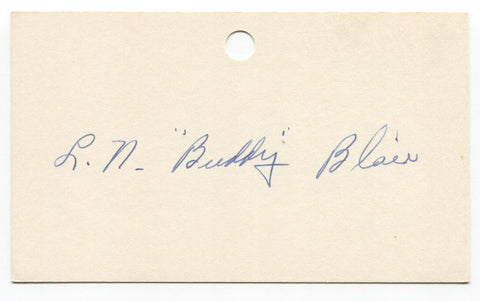 L. N. "Buddy" Blair